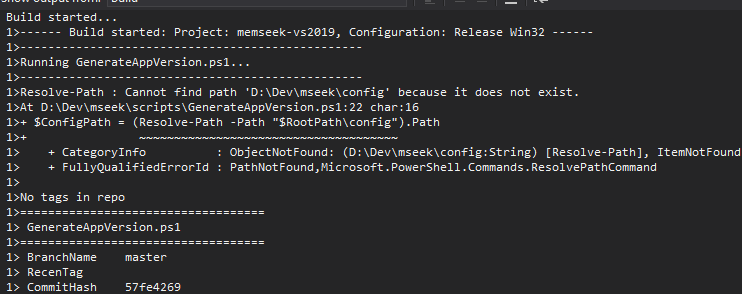 Show output from: Build
Build started...
1>------ Build started: Project: memseek-vs2019, Configuration: Release Win32 ------
1>-------------------------------------------------
1>Running GenerateAppVersion.ps1...
1>-------------------------------------------------
1>Resolve-Path : Cannot find path 'D:\Dev\mseek\config' because it does not exist.
1>At D:\Dev\mseek\scripts\GenerateAppVersion.ps1:22 char:16
1>+ $ConfigPath = (Resolve-Path -Path "$RootPath\config").Path
1>+                ~~~~~~~~~~~~~~~~~~~~~~~~~~~~~~~~~~~~~~
1>    + CategoryInfo          : ObjectNotFound: (D:\Dev\mseek\config:String) [Resolve-Path], ItemNotFound
1>    + FullyQualifiedErrorId : PathNotFound,Microsoft.PowerShell.Commands.ResolvePathCommand
1>
1>No tags in repo
1>==================================
1> GenerateAppVersion.ps1
1>==================================
1> BranchName    master
1> RecenTag
1> CommitHash    57fe4269